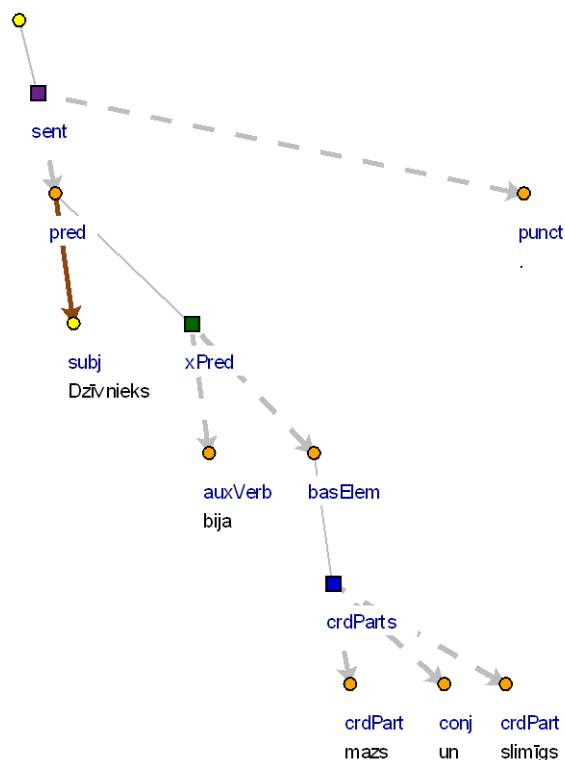 sent
pred
punct
.
subj
xPred
Dzīvnieks
auxVerb
basElem
bija
crdParts
crdPart
conj
crdPart
mazs
un
slimīgs